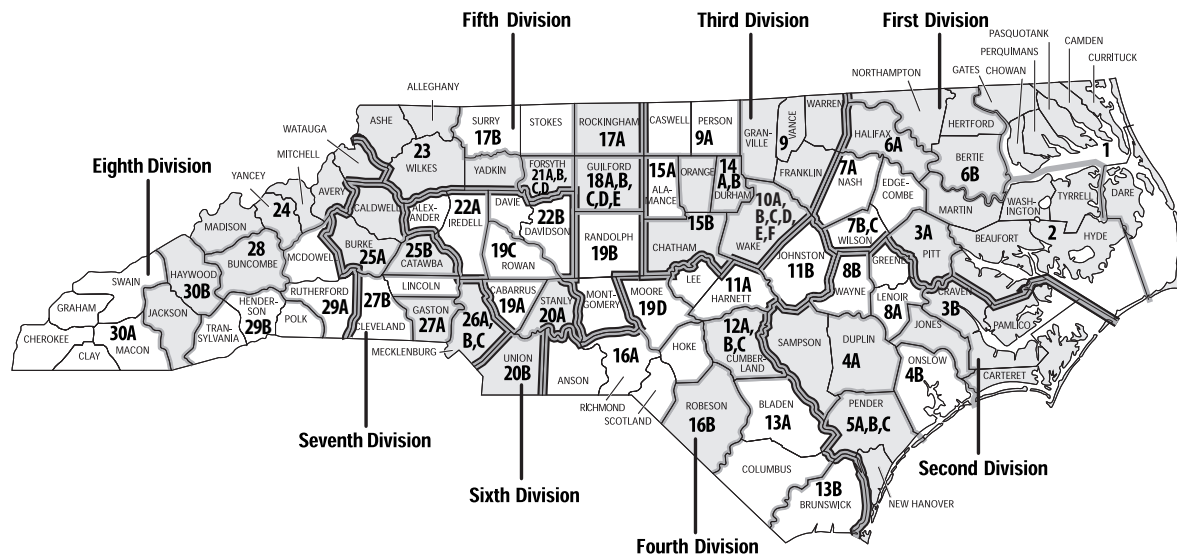 Fifth Division
Third Division
First Division
PASQUOTANK
PERQUIMANS
CAMDEN
CURRITUCK
NORTHAMPTON
GATES
CHOWAN
ALLEGHANY
WATAUGA
MITCHELL
YANCEY
Eighth Division
ASHE
SURRY
17B
STOKES
ROCKINGHAM
17A
CASWELL
PERSON
9A
GRAN-
VILLE
VANCE
9
WARREN
HALIFAX
6A
HERTFORD
1
23
WILKES
YADKIN
FORSYTH
21A,B,
C,D
GUILFORD
18A,B,
C,D,E
15A
ALA-
MANCE
ORANGE
14
A,B
DURHAM
FRANKLIN
7A
NASH
EDGE-
COMBE
BERTIE
6B
AVERY
24
MADISON
CALDWELL
ALEX-
ANDER
22A
IREDELL
DAVIE
22B
DAVIDSON
15B
10A,
B,C,D,
E,F
WAKE
7B,C
WILSON
MARTIN
WASH-
INGTON
TYRRELL
DARE
28
BUNCOMBE
MCDOWELL
BURKE
25A
25B
CATAWBA
19C
ROWAN
RANDOLPH
19B
CHATHAM
JOHNSTON
11B
GREENE
3A
PITT
BEAUFORT
2
HYDE
SWAIN
HAYWOOD
30B
RUTHERFORD
29A
LINCOLN
CABARRUS
19A
STANLY
20A
MONT-
GOMERY
MOORE
19D
LEE
11A
HARNETT
8B
WAYNE
LENOIR
8A
CRAVEN
3B
GRAHAM
JACKSON
HENDER-
SON
29B
POLK
27B
CLEVELAND
GASTON
27A
26A,
B,C
JONES
PAMLICO
CHEROKEE
30A
MACON
CLAY
TRAN-
SYLVANIA
MECKLENBURG
UNION
20B
ANSON
16A
RICHMOND
SCOTLAND
HOKE
12A,
B,C
CUMBER-
LAND
SAMPSON
DUPLIN
4A
ONSLOW
4B
CARTERET
ROBESON
16B
BLADEN
13A
PENDER
5A,B,C
Seventh Division
Sixth Division
Second Division
COLUMBUS
13B
BRUNSWICK
NEW HANOVER
Fourth Division